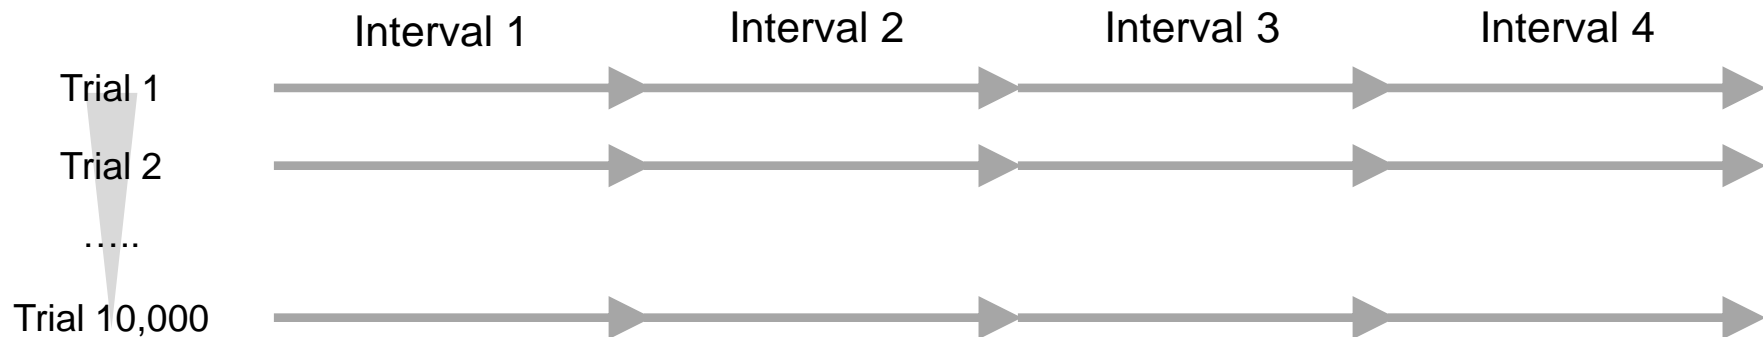 Interval 1 Interval 2 Interval 3 Interval 4
Trial 1
Trial 2
…..
Trial 10,000